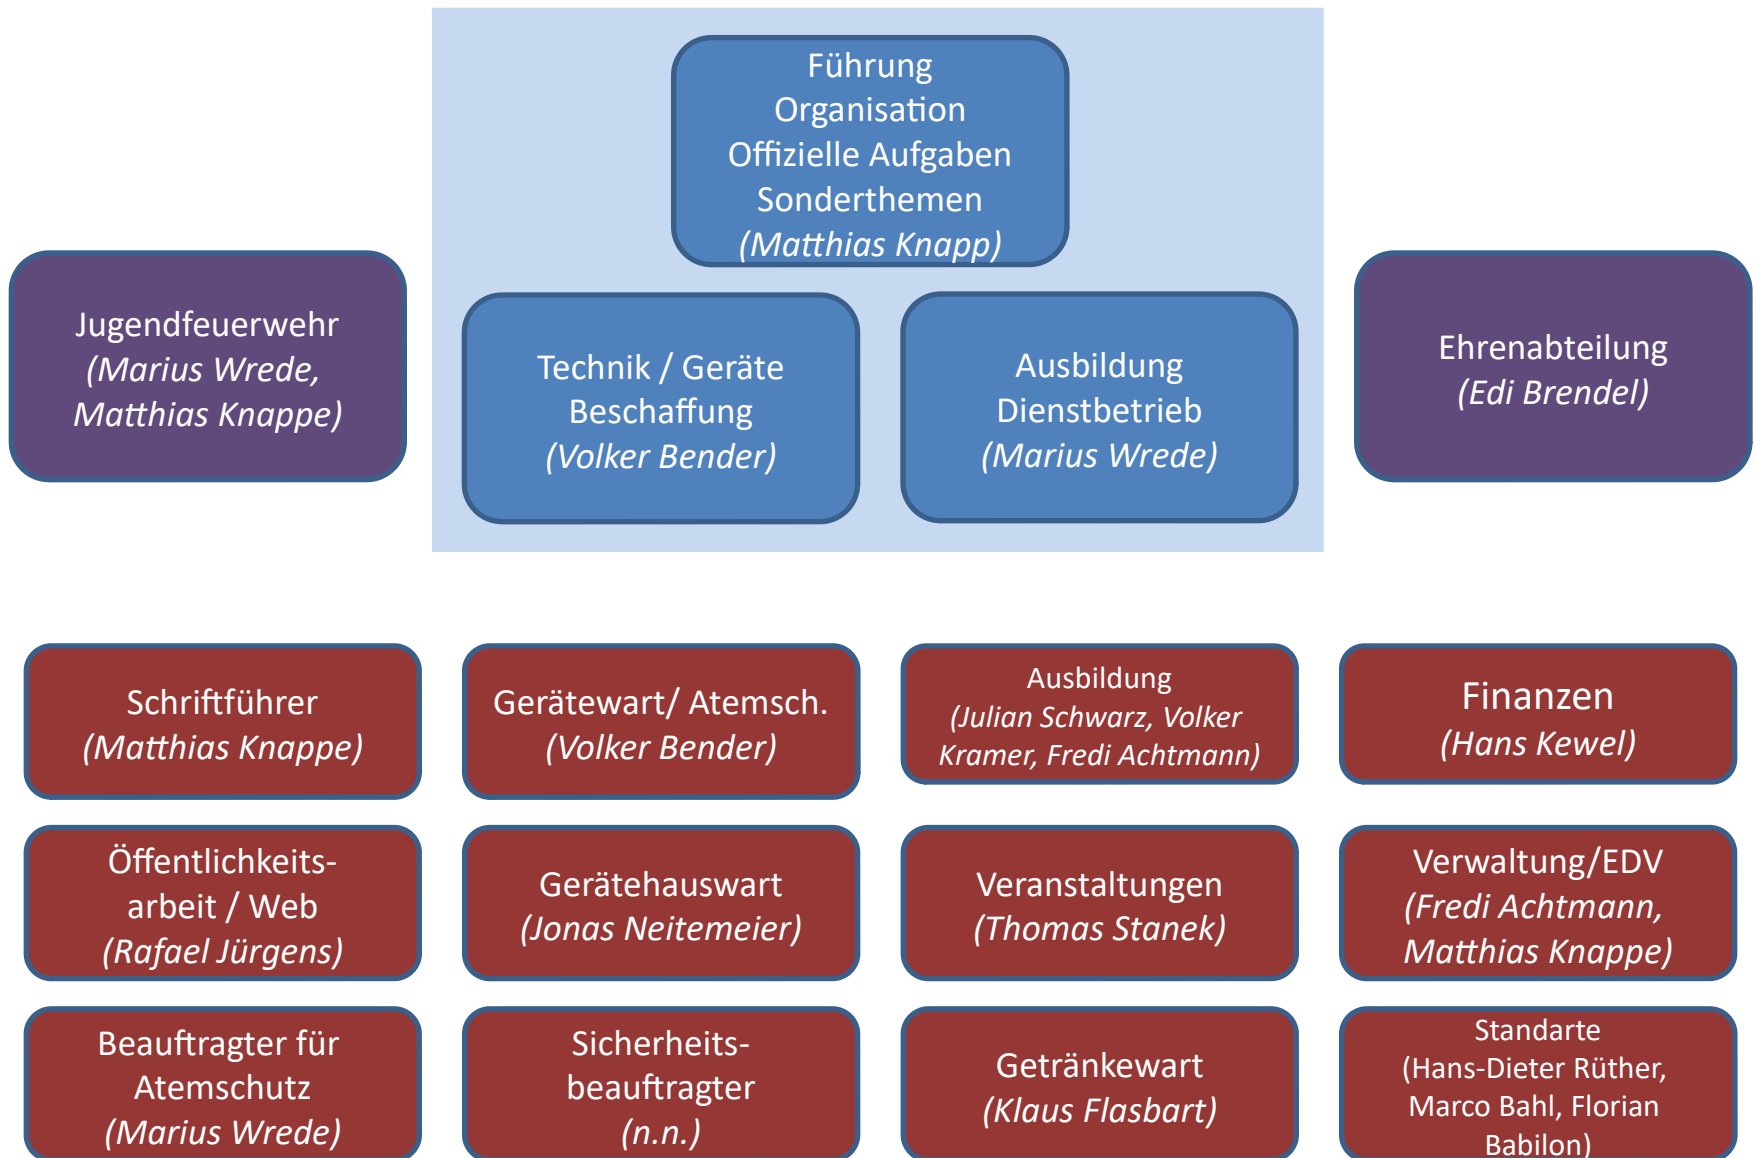 Führung
Organisation
Offizielle Aufgaben
Sonderthemen
(Matthias Knapp)
Jugendfeuerwehr
(Marius Wrede,
Matthias Knappe)
Technik / Geräte
Beschaffung
(Volker Bender)
Ausbildung
Dienstbetrieb
(Marius Wrede)
Ehrenabteilung
(Edi Brendel)
Schriftführer
(Matthias Knappe)
Gerätewart/ Atemsch.
(Volker Bender)
Ausbildung
(Julian Schwarz, Volker
Kramer, Fredi Achtmann)
Finanzen
(Hans Kewel)
Öffentlichkeits-
arbeit / Web
(Rafael Jürgens)
Gerätehauswart
(Jonas Neitemeier)
Veranstaltungen
(Thomas Stanek)
Verwaltung/EDV
(Fredi Achtmann,
Matthias Knappe)
Beauftragter für
Atemschutz
(Marius Wrede)
Sicherheits-
beauftragter
(n.n.)
Getränkewart
(Klaus Flasbart)
Standarte
(Hans-Dieter Rüther,
Marco Bahl, Florian
Babilon)